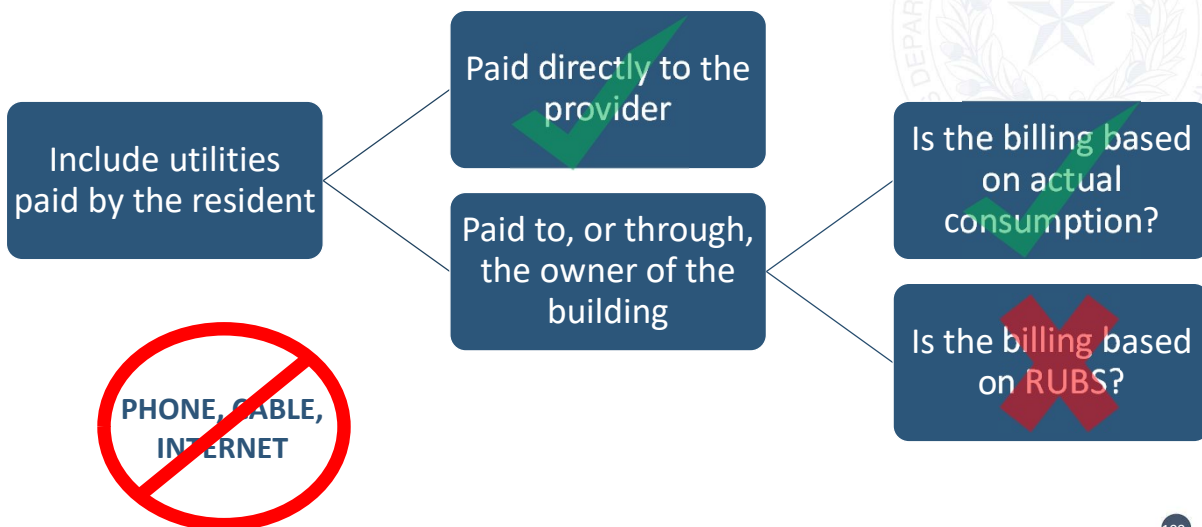 Include utilities
paid by the resident
Paid directly to the
provider
Paid to, or through,
the owner of the
building
Is the billing based
on actual
consumption?
Is the billing based
on RUBS?
PHONE, CABLE,
INTERNET